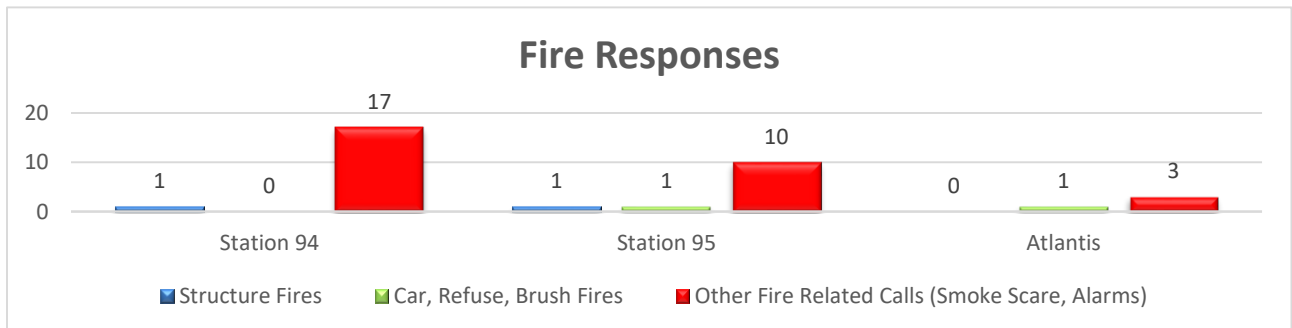 Fire Responses
20
10
0
1 0 17
1 1 10
0 1 3
Station 94 Station 95 Atlantis
Structure Fires Car, Refuse, Brush Fires Other Fire Related Calls (Smoke Scare, Alarms)